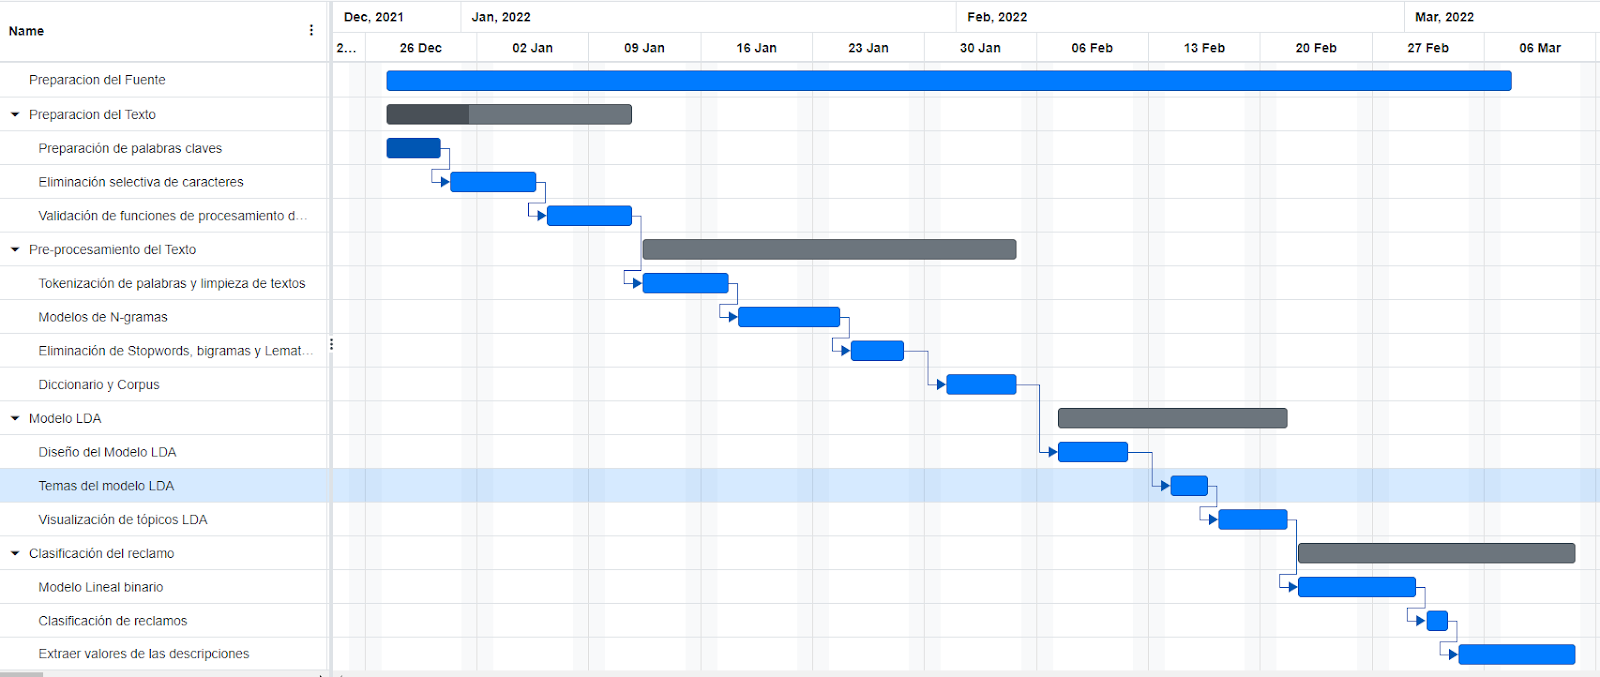 Dec, 2021 Jan, 2022 Feb, 2022 Mar, 2022
Name
2... 26 Dec 02 Jan 09 Jan 16 Jan 23 Jan 30 Jan 06 Feb 13 Feb 20 Feb 27 Feb 06 Mar
Preparacion del Fuente
Preparacion del Texto
Preparación de palabras claves
Eliminación selectiva de caracteres
Validación de funciones de procesamiento d...
Pre-procesamiento del Texto
Tokenización de palabras y limpieza de textos
Modelos de N-gramas
Eliminación de Stopwords, bigramas y Lemat...
Diccionario y Corpus
Modelo LDA
Diseño del Modelo LDA
Temas del modelo LDA
Visualización de tópicos LDA
Clasificación del reclamo
Modelo Lineal binario
Clasificación de reclamos
Extraer valores de las descripciones